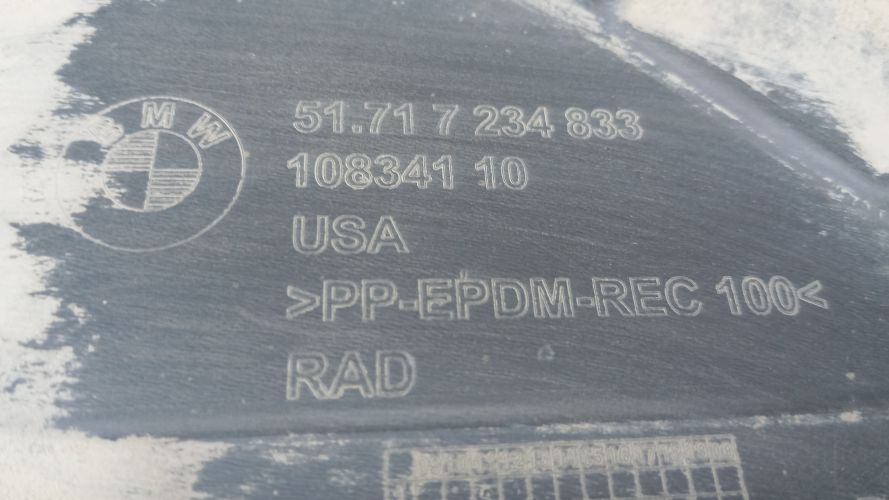 BMW
51.71 7 234 833
108341 10
USA
>PP-EPDM-REC 100<
RAD